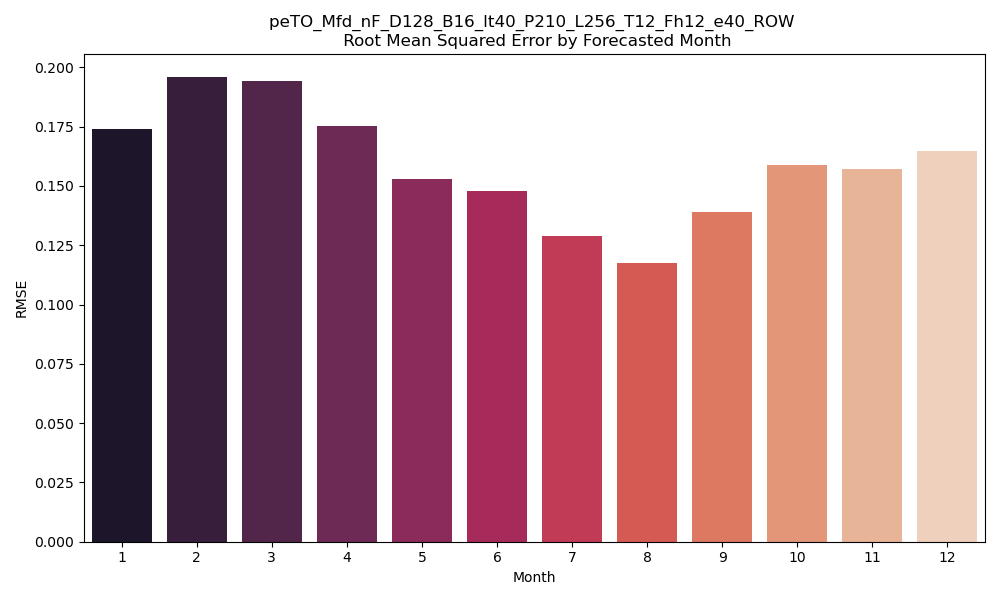 peTO_Mfd_nF_D128_B16_lt40_P210_L256_T12_Fh12_e40_ROW
Root Mean Squared Error by Forecasted Month
0.200
0.175
0.150
0.125
0.100
0.075
0.050
0.025
0.000
RMSE
1 2 3 4 5 6 7 8 9 10 11 12
Month